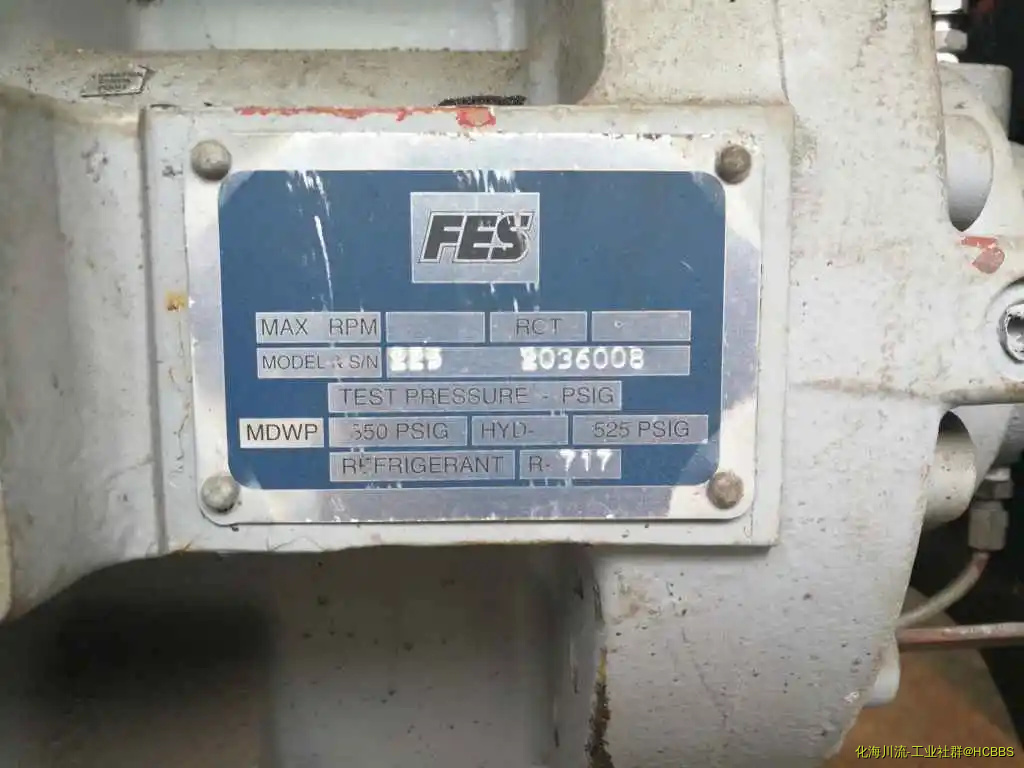 FES
MAX RPM RCT
MODEL & S/N 2036008
TEST PRESSURE - PSIG
MDWP 350 PSIG HYD- 525 PSIG
REFRIGERANT R-717
化海川流-工业社群@HCBBS